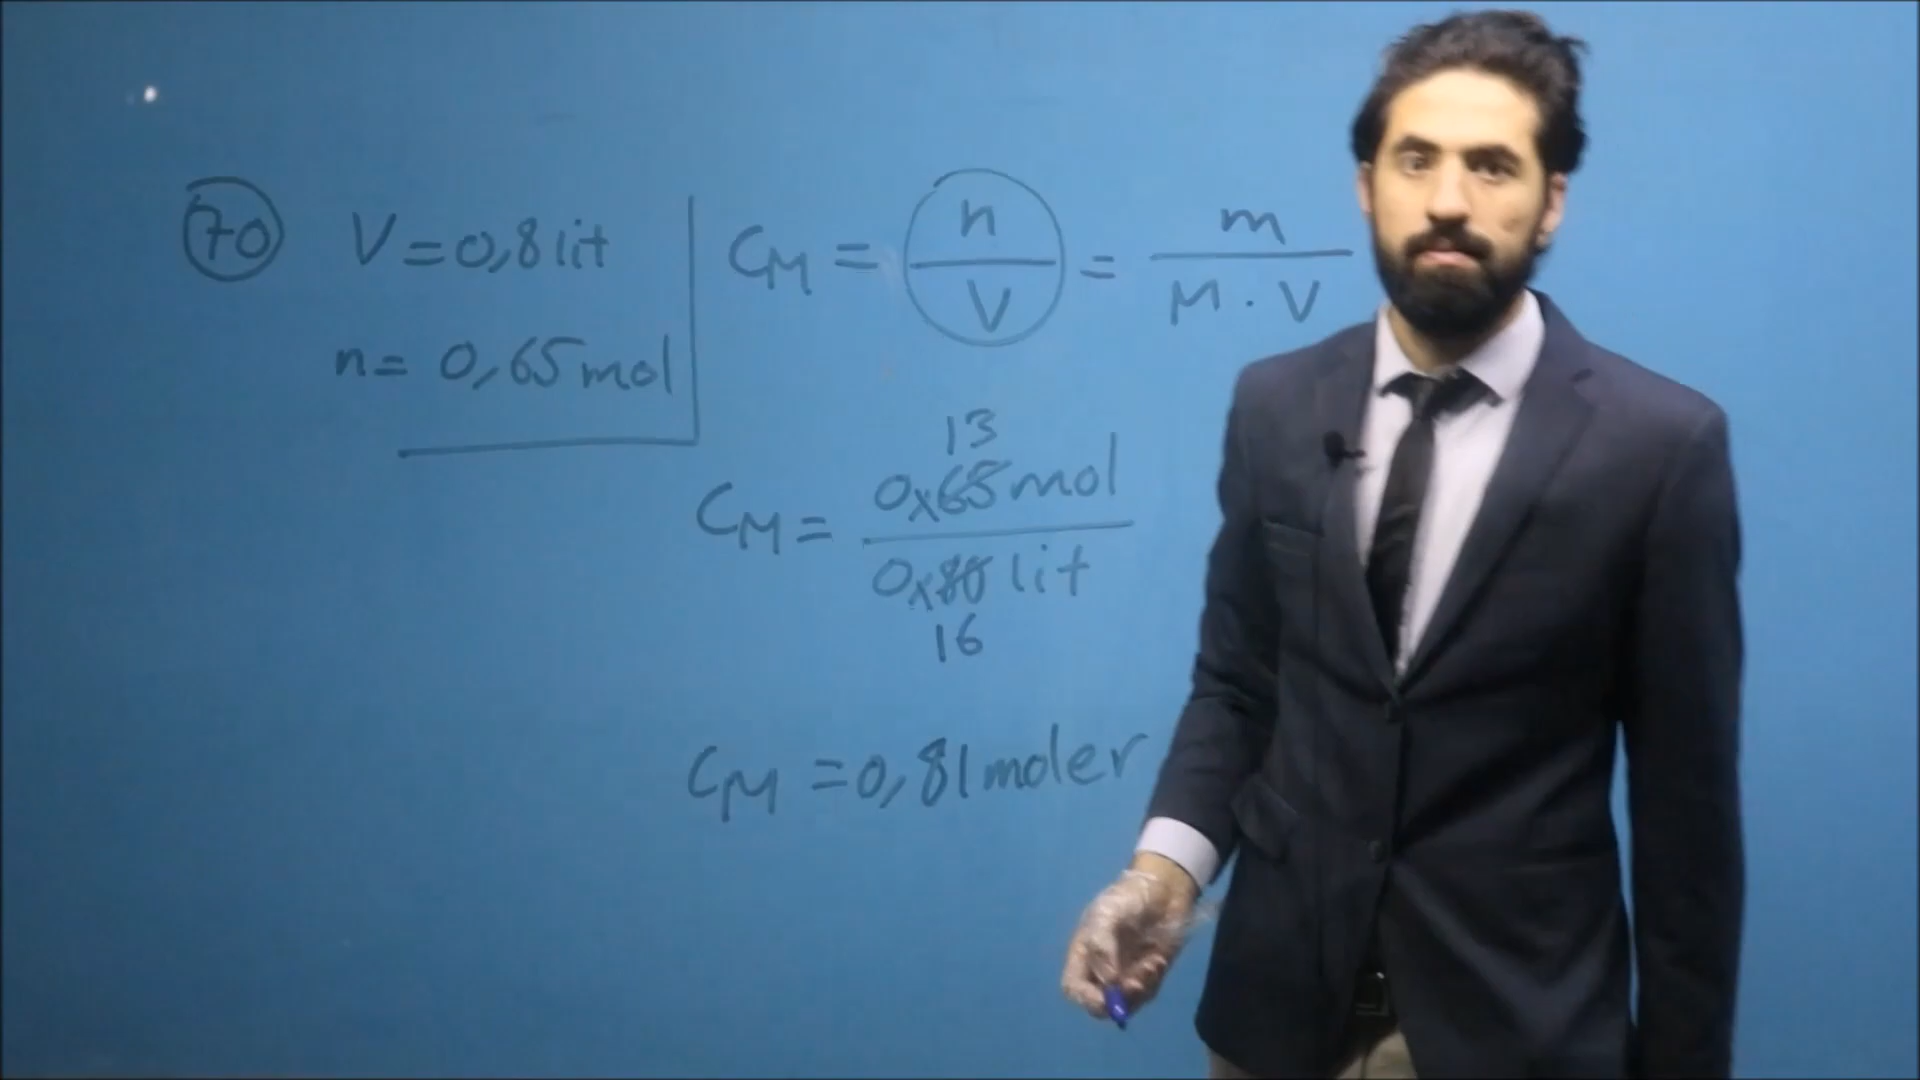 70 V = 0,8 lit
n = 0,65 mol
CM = n/V = m/M . V
13
CM = 0,65 mol / 0,80 lit
16
CM = 0,81 moler